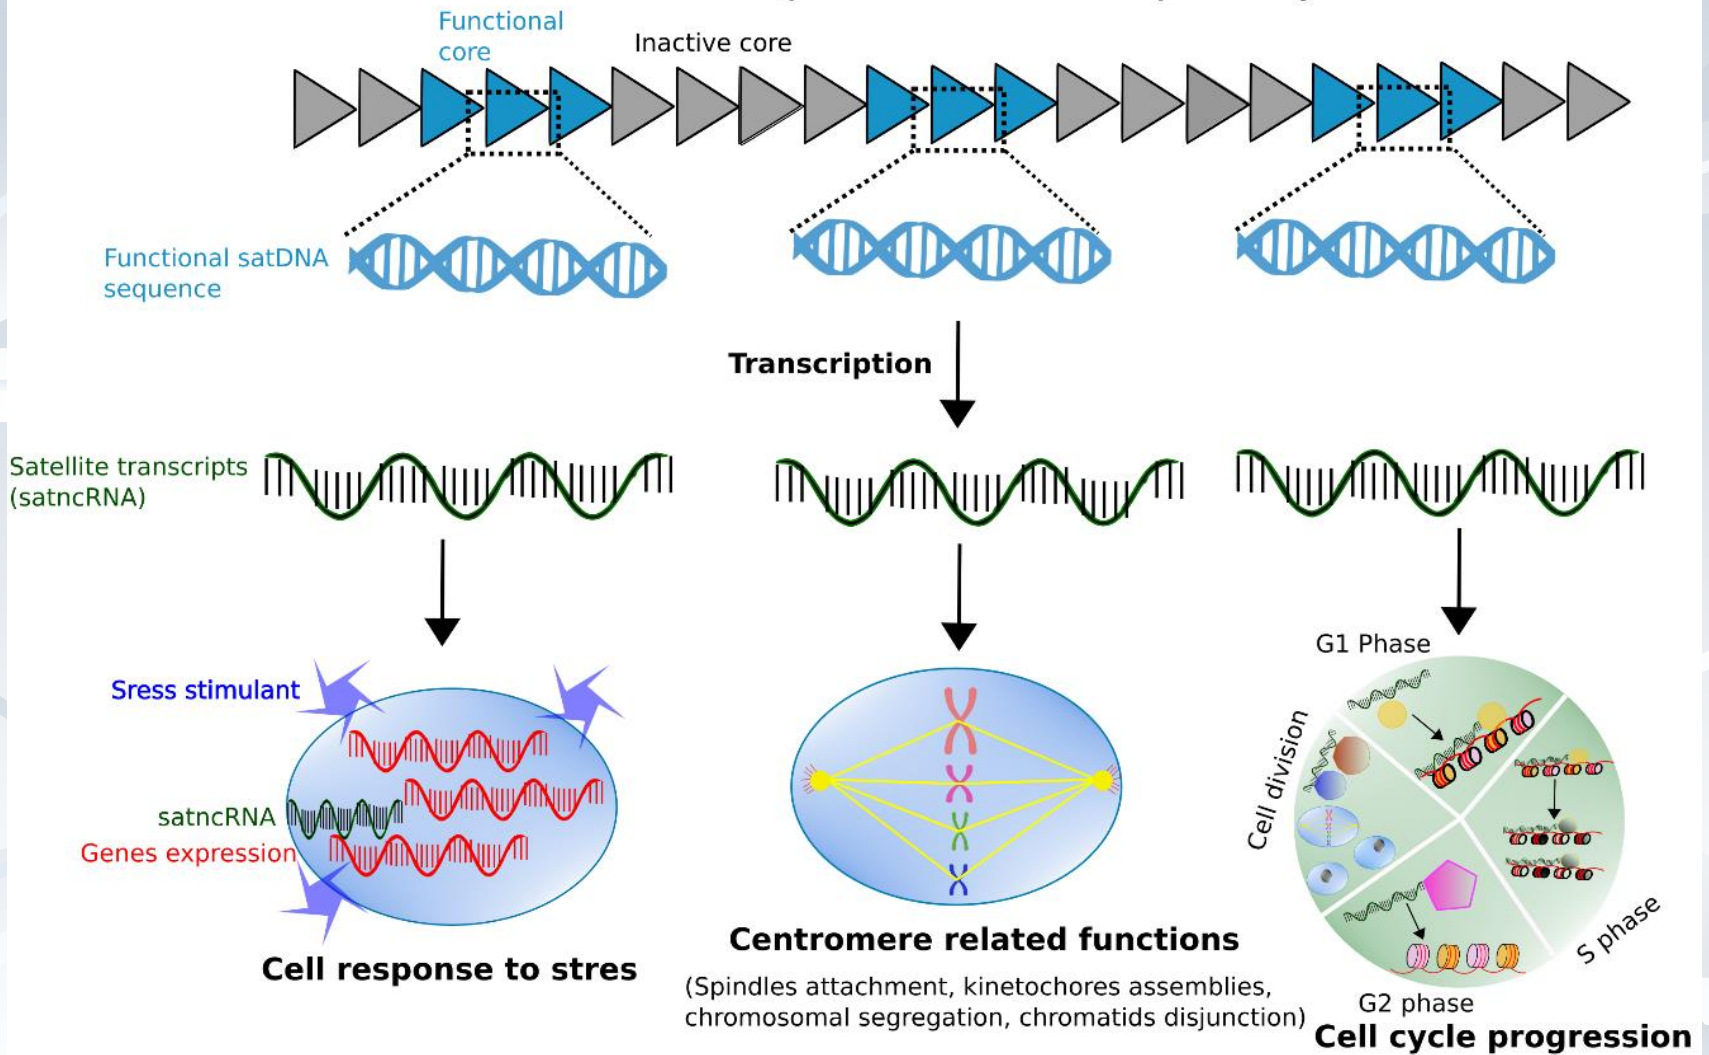 Functional
core
Inactive core
Functional satDNA
sequence
Transcription
Satellite transcripts
(satncRNA)
Sress stimulant
satncRNA
Genes expression
Cell response to stres
Centromere related functions
(Spindles attachment, kinetochores assemblies,
chromosomal segregation, chromatids disjunction)
G1 Phase
Cell division
S phase
G2 phase
Cell cycle progression